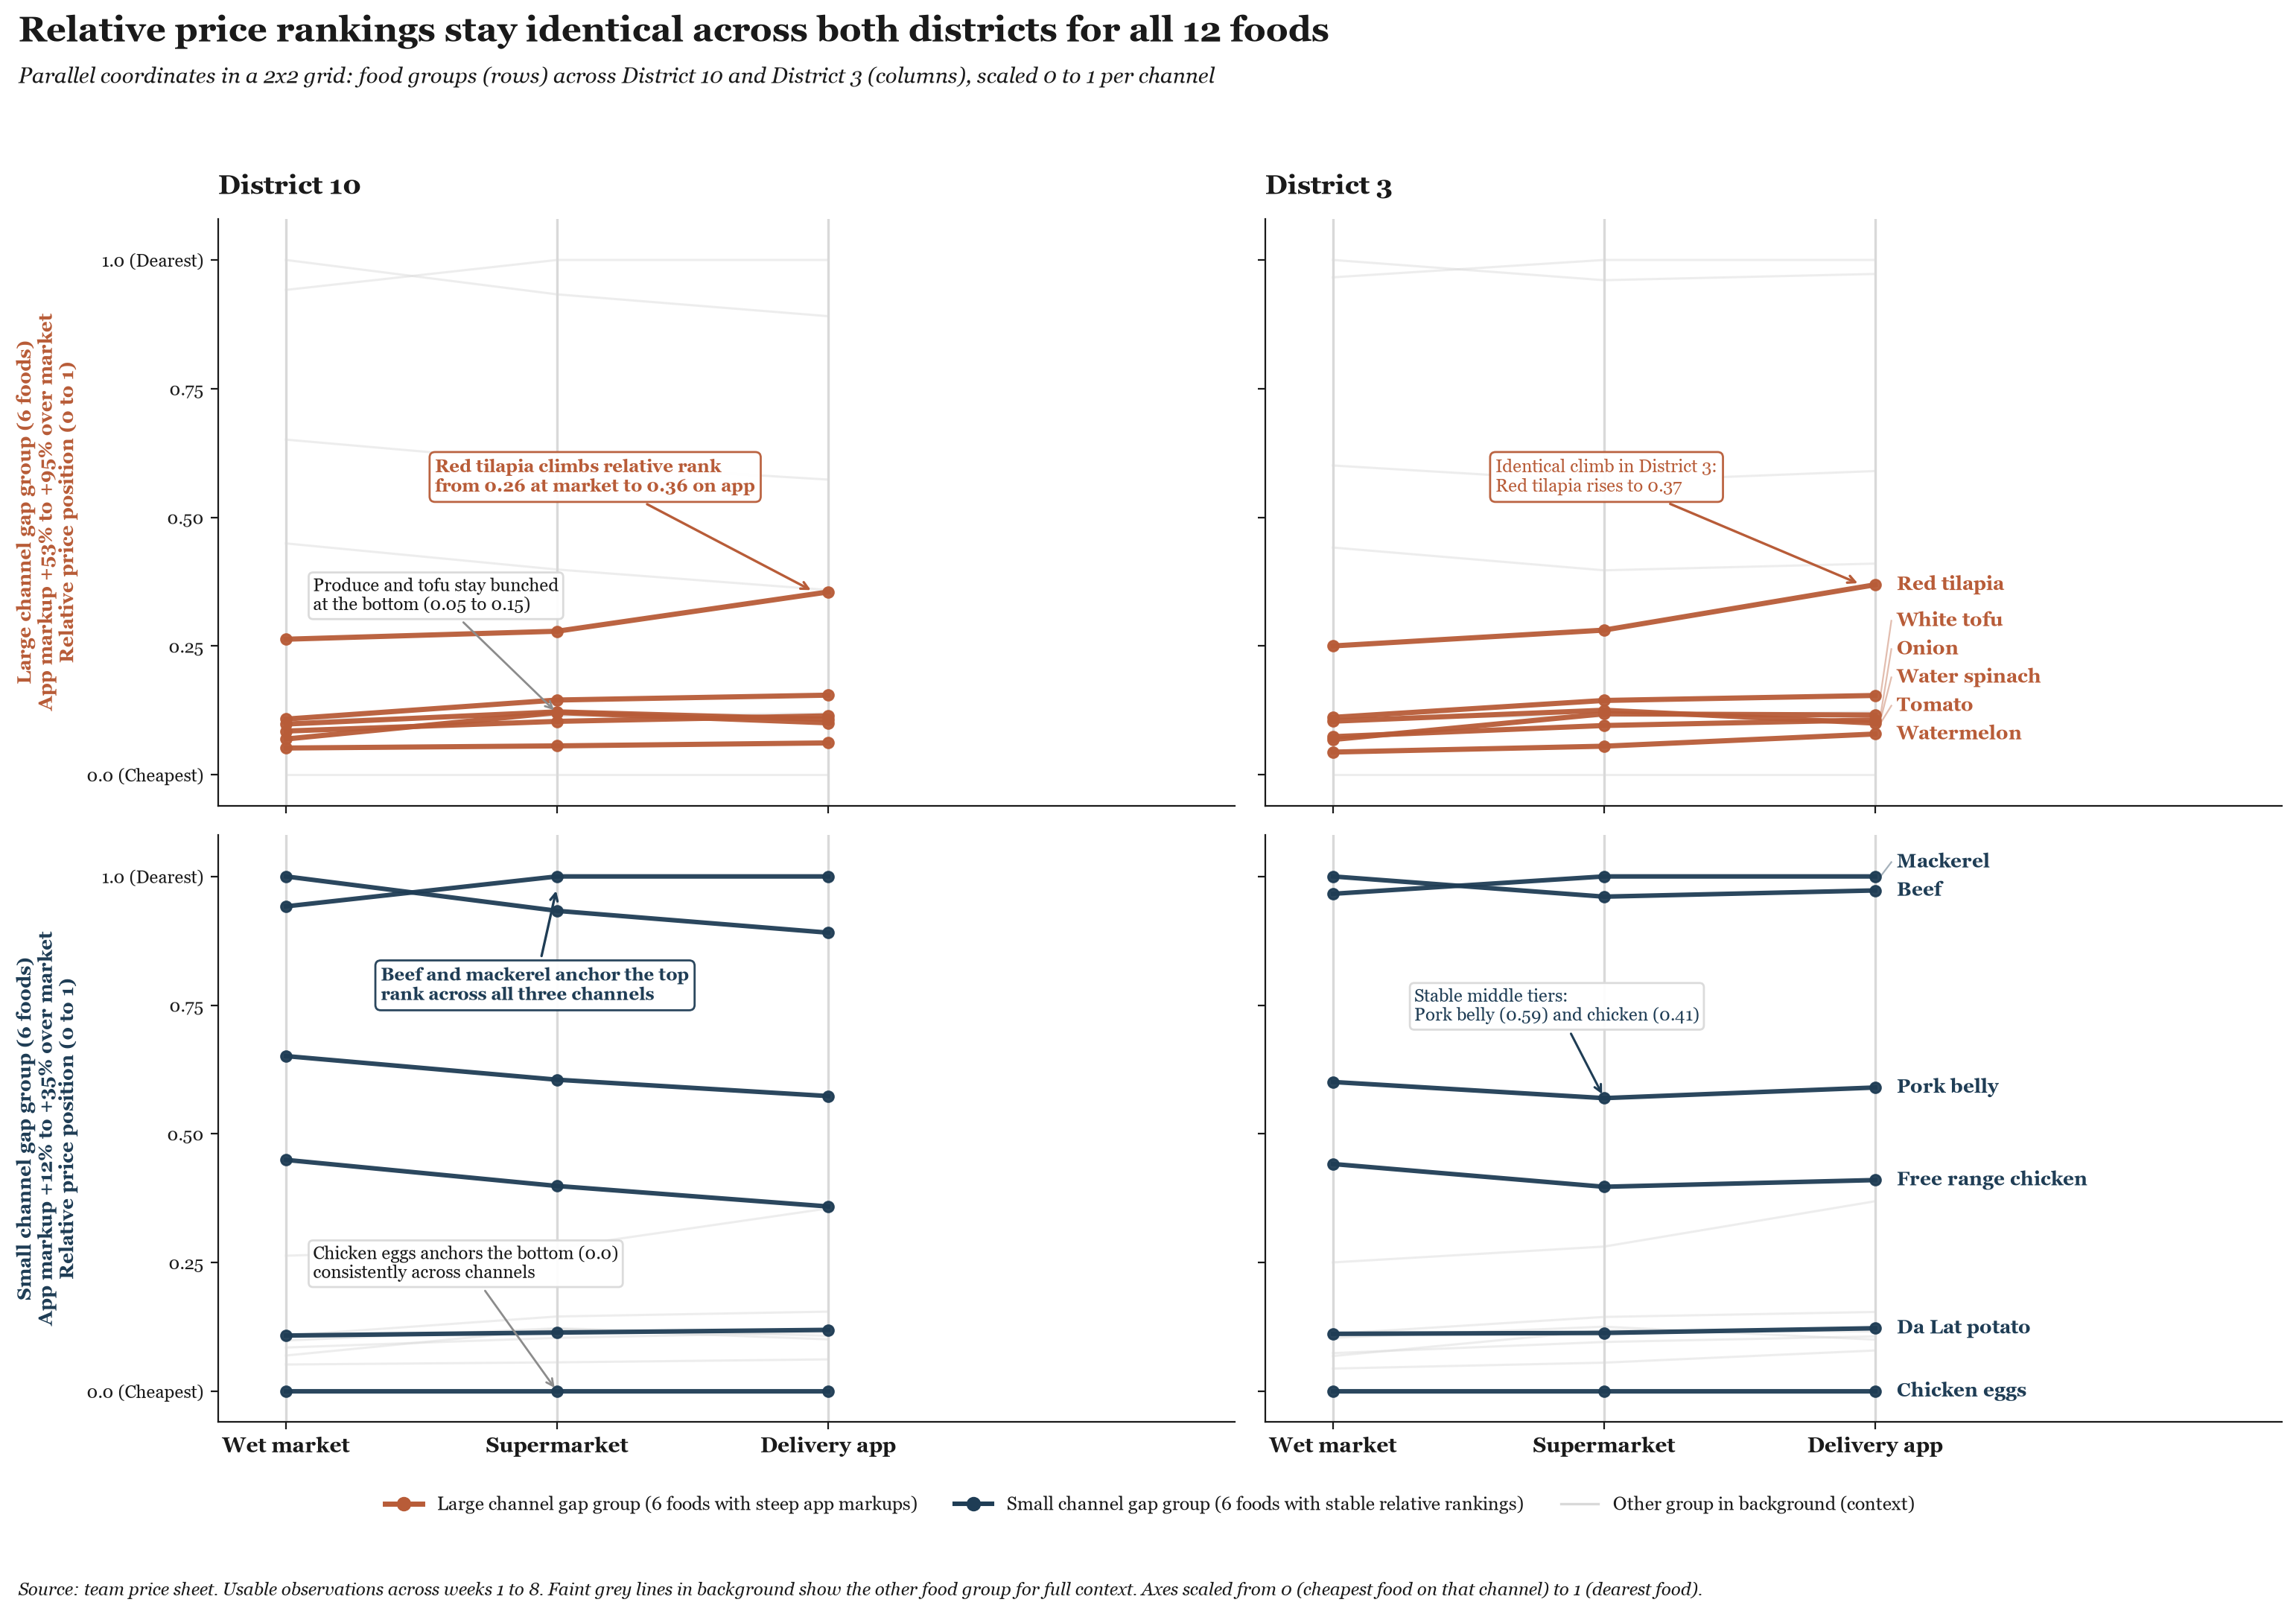 Relative price rankings stay identical across both districts for all 12 foods
Parallel coordinates in a 2x2 grid: food groups (rows) across District 10 and District 3 (columns), scaled 0 to 1 per channel
District 10
District 3
Large channel gap group (6 foods)
App markup +53% to +95% over market
Relative price position (0 to 1)
1.0 (Dearest)
0.75
0.50
0.25
0.0 (Cheapest)
Red tilapia climbs relative rank
from 0.26 at market to 0.36 on app
Produce and tofu stay bunched
at the bottom (0.05 to 0.15)
Identical climb in District 3:
Red tilapia rises to 0.37
Red tilapia
White tofu
Onion
Water spinach
Tomato
Watermelon
Small channel gap group (6 foods)
App markup +12% to +35% over market
Relative price position (0 to 1)
1.0 (Dearest)
0.75
0.50
0.25
0.0 (Cheapest)
Beef and mackerel anchor the top
rank across all three channels
Chicken eggs anchors the bottom (0.0)
consistently across channels
Stable middle tiers:
Pork belly (0.59) and chicken (0.41)
Mackerel
Beef
Pork belly
Free range chicken
Da Lat potato
Chicken eggs
Wet market
Supermarket
Delivery app
Wet market
Supermarket
Delivery app
Large channel gap group (6 foods with steep app markups)
Small channel gap group (6 foods with stable relative rankings)
Other group in background (context)
Source: team price sheet. Usable observations across weeks 1 to 8. Faint grey lines in background show the other food group for full context. Axes scaled from 0 (cheapest food on that channel) to 1 (dearest food).